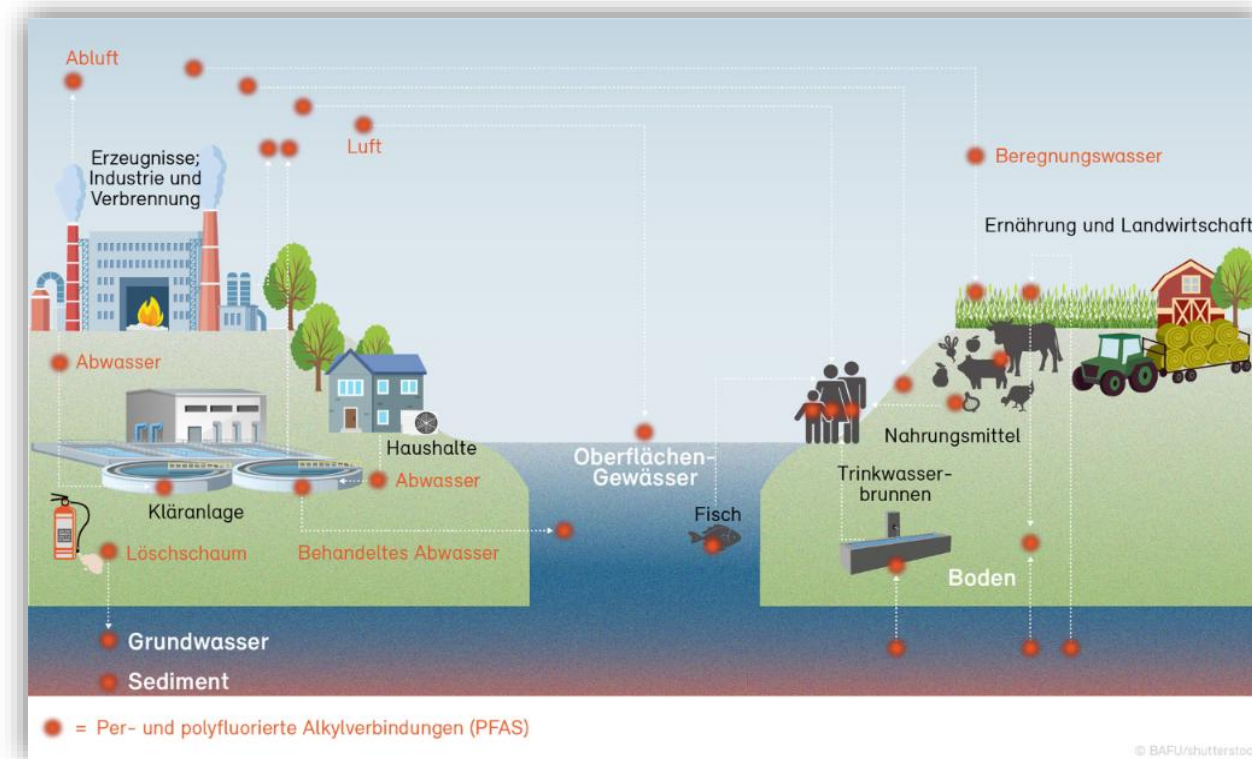 Abluft
Luft
Erzeugnisse;
Industrie und
Verbrennung
Beregnungswasser
Ernährung und Landwirtschaft
Abwasser
Haushalte
Abwasser
Kläranlage
Löschschaum
Behandeltes Abwasser
Oberflächen-
Gewässer
Fisch
Nahrungsmittel
Trinkwasser-
brunnen
Boden
Grundwasser
Sediment
= Per- und polyfluorierte Alkylverbindungen (PFAS)
© BAFU/shutterstoc